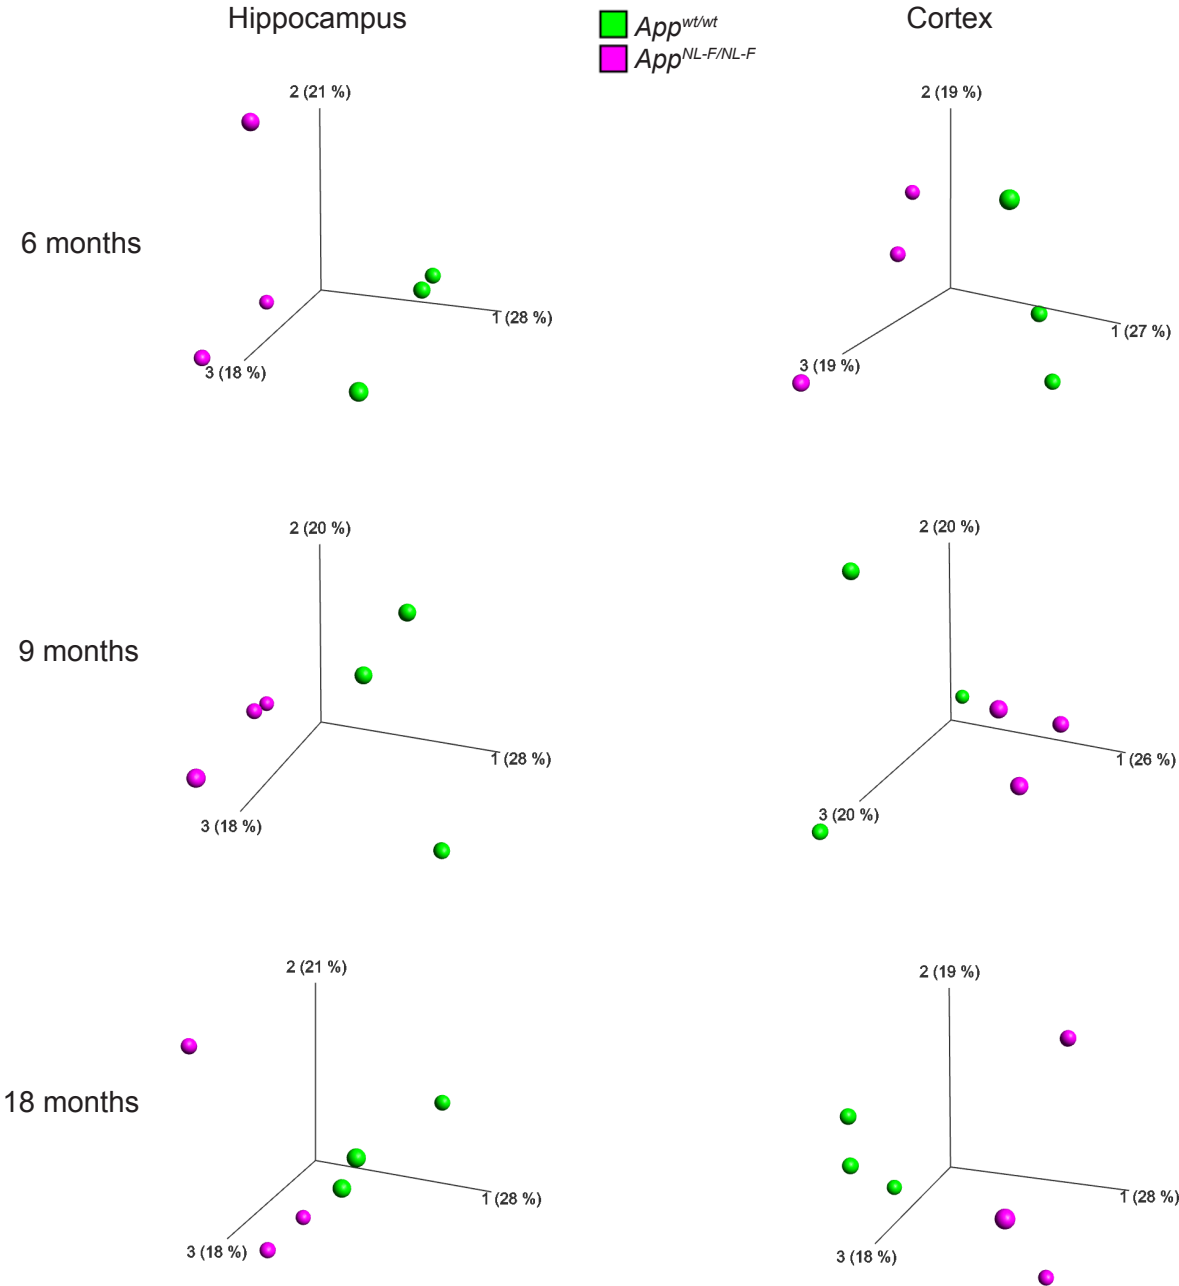 Hippocampus
App^wt/wt
App^NL-F/NL-F
Cortex
6 months
2 (21 %)
1 (28 %)
3 (18 %)
2 (19 %)
1 (27 %)
3 (19 %)
9 months
2 (20 %)
1 (28 %)
3 (18 %)
2 (20 %)
1 (26 %)
3 (20 %)
18 months
2 (21 %)
1 (28 %)
3 (18 %)
2 (19 %)
1 (28 %)
3 (18 %)